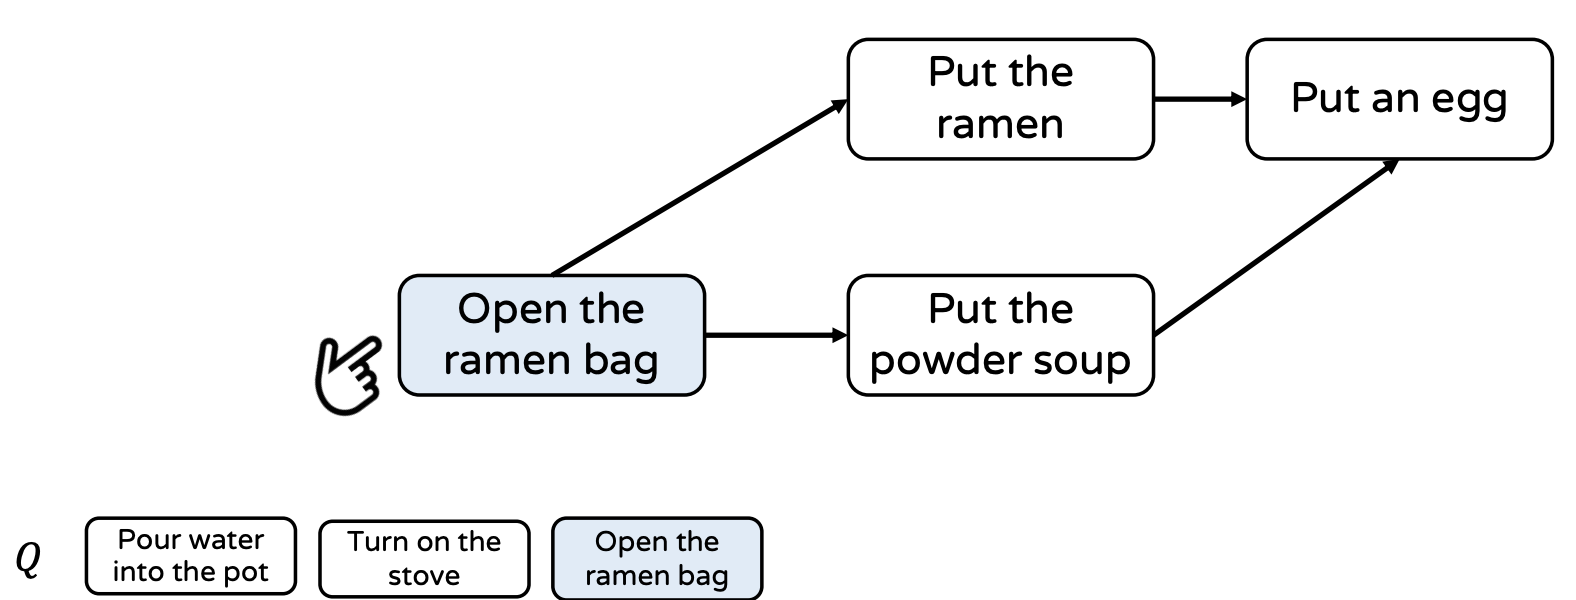 Put the
ramen
Put an egg
Open the
ramen bag
Put the
powder soup
Q
Pour water
into the pot
Turn on the
stove
Open the
ramen bag